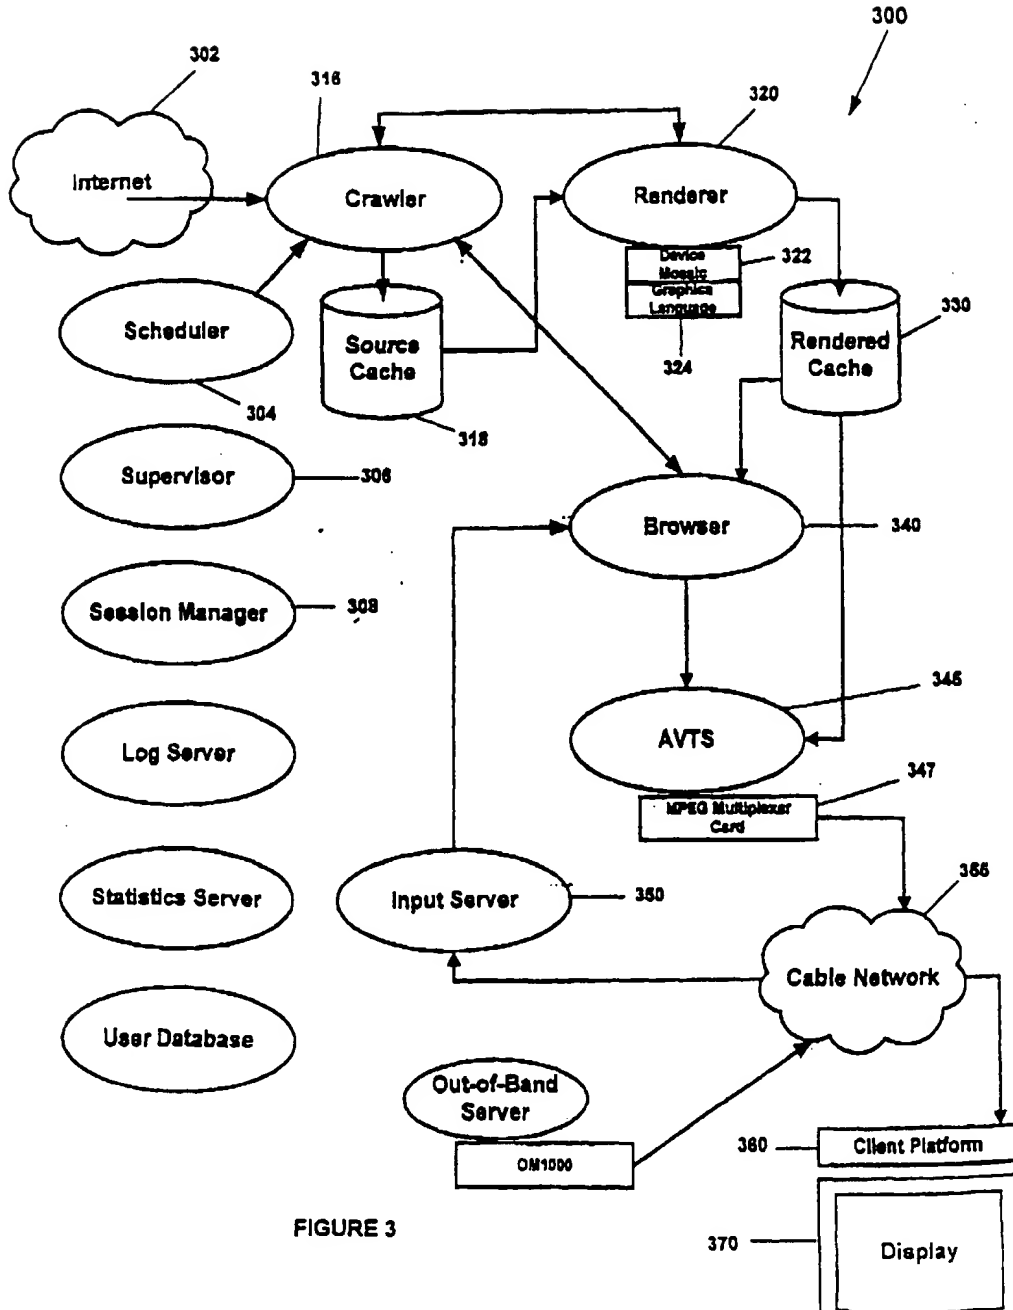 300
302
316
320
Internet
Crawler
Renderer
Device
Mosaic
322
Graphics
Language
324
Scheduler
304
Source
Cache
318
Rendered
Cache
330
Supervisor
306
Browser
340
Session Manager
308
345
Log Server
AVTS
347
MPEG Multiplexer
Card
355
Statistics Server
Input Server
350
Cable Network
User Database
Out-of-Band
Server
OM1000
360
Client Platform
FIGURE 3
370
Display